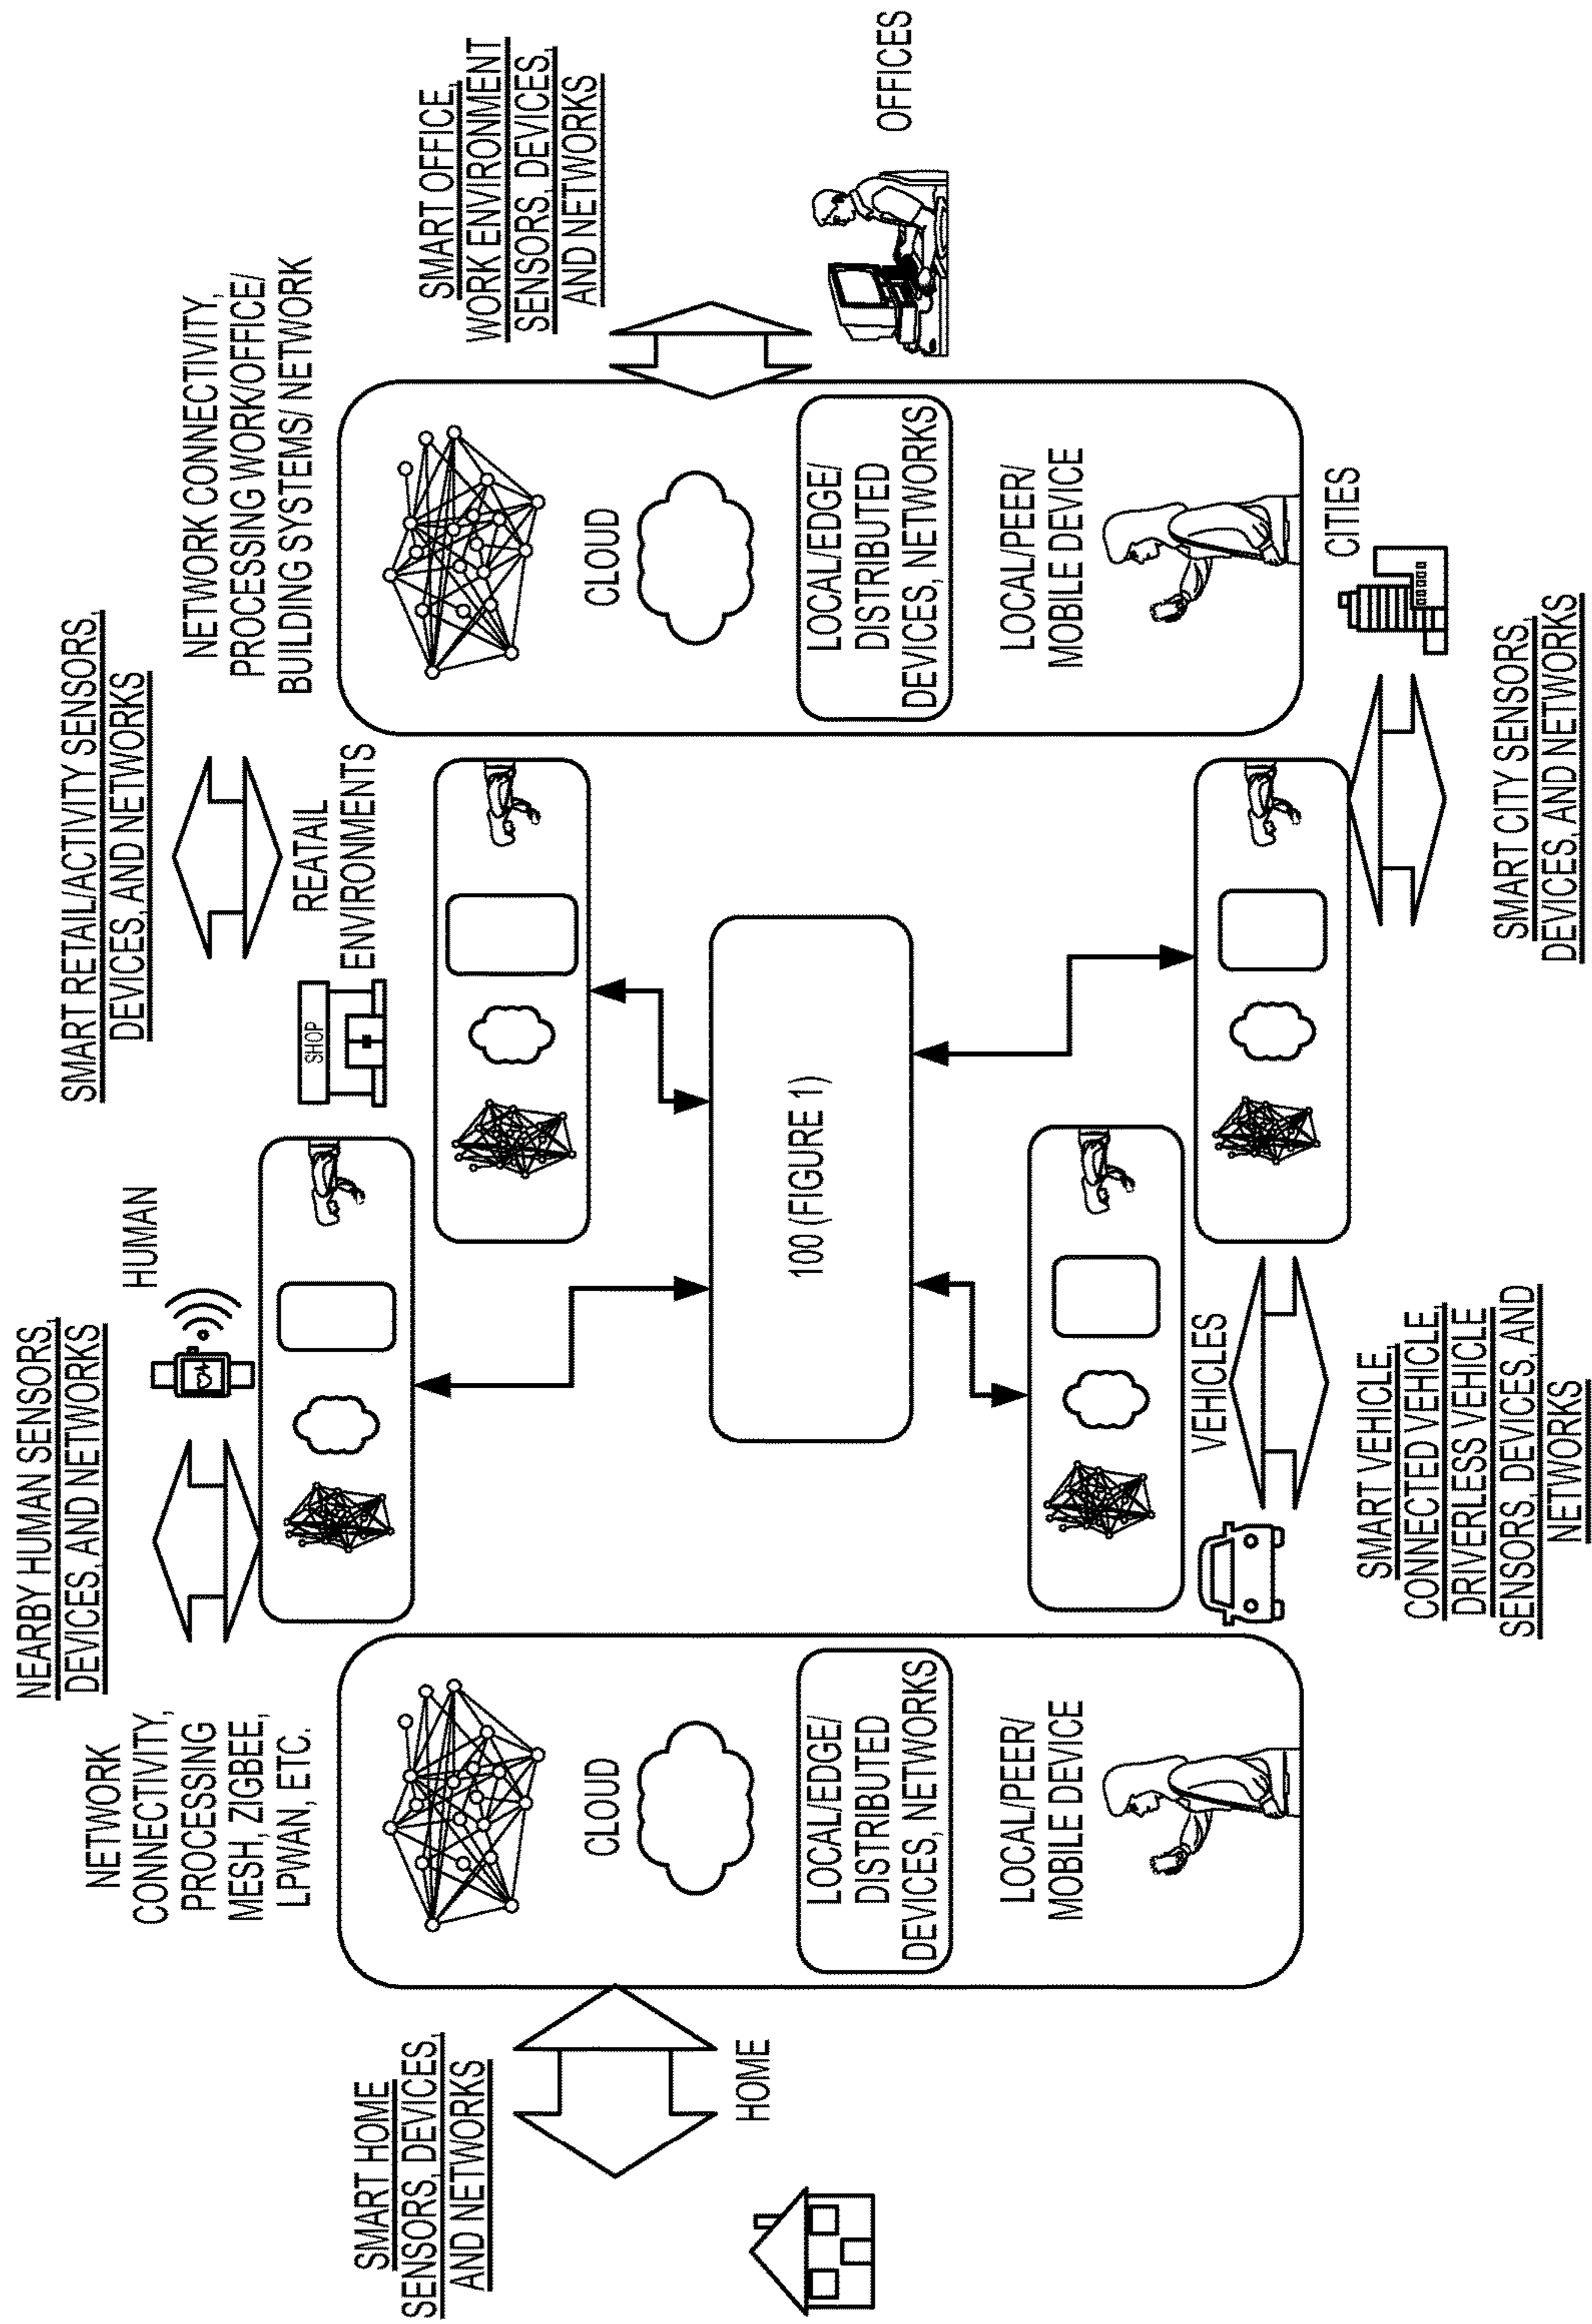 SMART HOME
SENSORS, DEVICES,
AND NETWORKS
HOME
NETWORK
CONNECTIVITY,
PROCESSING
MESH, ZIGBEE,
LPWAN, ETC.
CLOUD
LOCAL/EDGE/
DISTRIBUTED
DEVICES, NETWORKS
LOCAL/PEER/
MOBILE DEVICE
NEARBY HUMAN SENSORS,
DEVICES, AND NETWORKS
HUMAN
SMART RETAIL/ACTIVITY SENSORS,
DEVICES, AND NETWORKS
REATAIL
ENVIRONMENTS
SHOP
100 (FIGURE 1)
VEHICLES
SMART VEHICLE,
CONNECTED VEHICLE,
DRIVERLESS VEHICLE
SENSORS, DEVICES, AND
NETWORKS
NETWORK CONNECTIVITY,
PROCESSING WORK/OFFICE/
BUILDING SYSTEMS/ NETWORK
CLOUD
LOCAL/EDGE/
DISTRIBUTED
DEVICES, NETWORKS
LOCAL/PEER/
MOBILE DEVICE
CITIES
SMART CITY SENSORS,
DEVICES, AND NETWORKS
SMART OFFICE,
WORK ENVIRONMENT
SENSORS, DEVICES,
AND NETWORKS
OFFICES